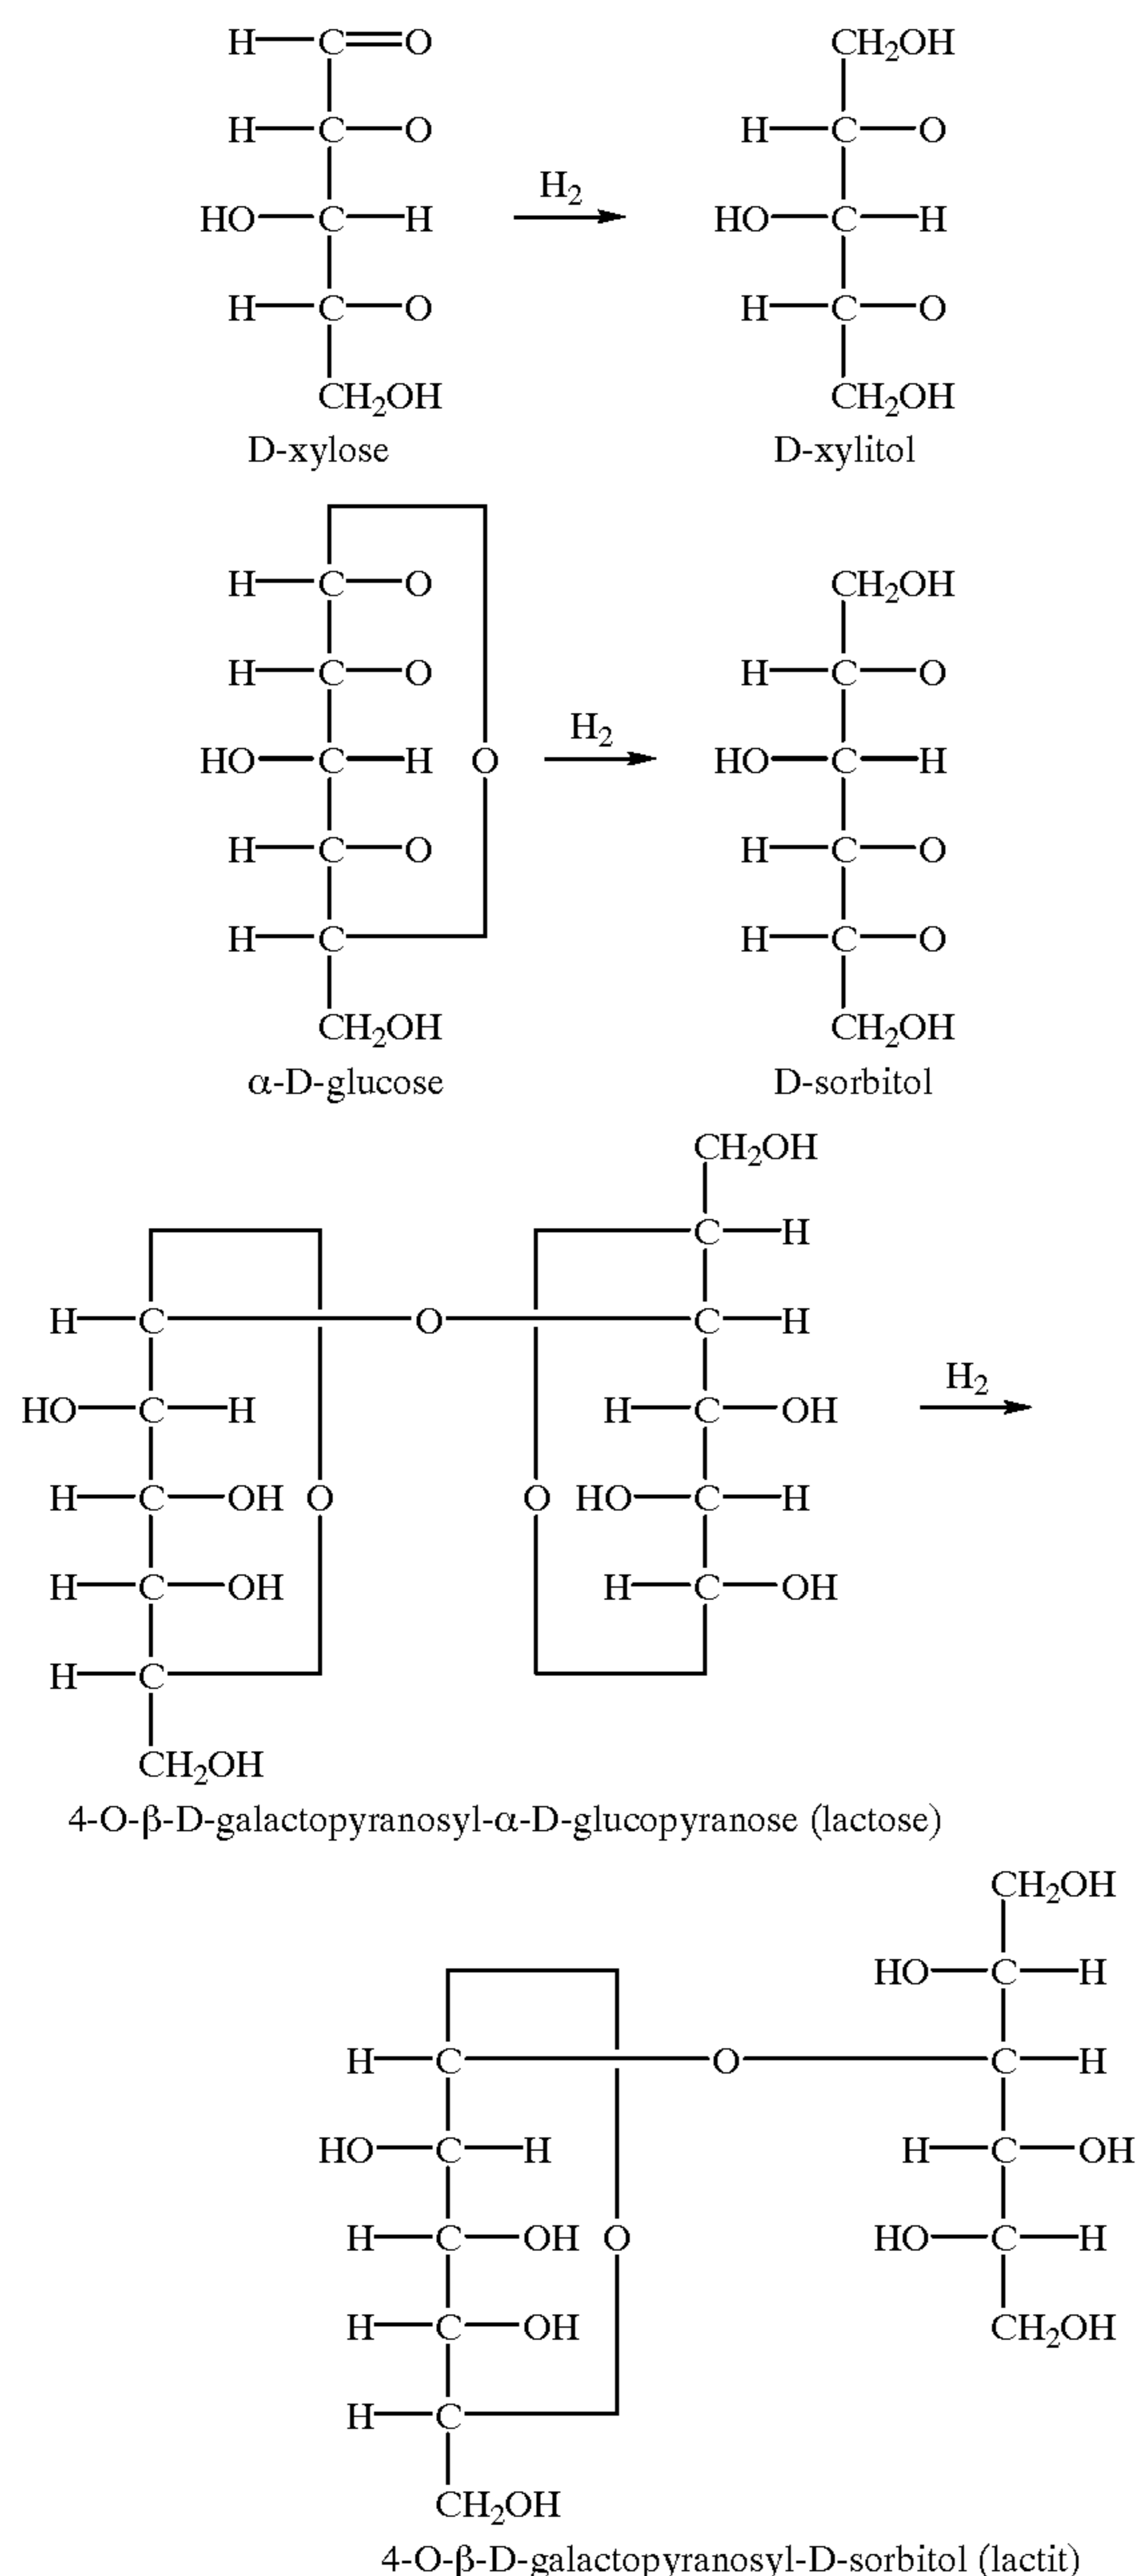 H C O CH₂OH
H C O H C O
HO C H H₂ HO C H
H C O H C O
CH₂OH CH₂OH
D-xylose D-xylitol
H C O CH₂OH
H C O H C O
HO C H O H₂ HO C H
H C O H C O
H C H C O
CH₂OH CH₂OH
α-D-glucose D-sorbitol
CH₂OH
C H
H C O C H
HO C H H C OH H₂
H C OH O O HO C H
H C OH H C OH
H C
CH₂OH
4-O-β-D-galactopyranosyl-α-D-glucopyranose (lactose)
CH₂OH
HO C H
H C O C H
HO C H H C OH
H C OH O HO C H
H C OH CH₂OH
H C
CH₂OH
4-O-β-D-galactopyranosyl-D-sorbitol (lactit)